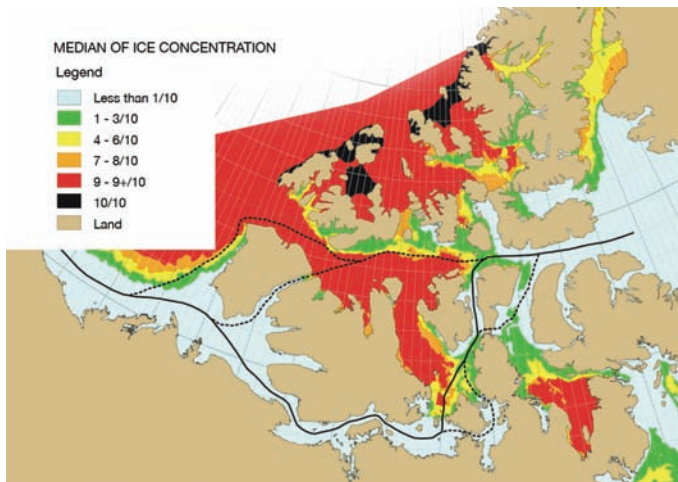 MEDIAN OF ICE CONCENTRATION
Legend
Less than 1/10
1 - 3/10
4 - 6/10
7 - 8/10
9 - 9+/10
10/10
Land